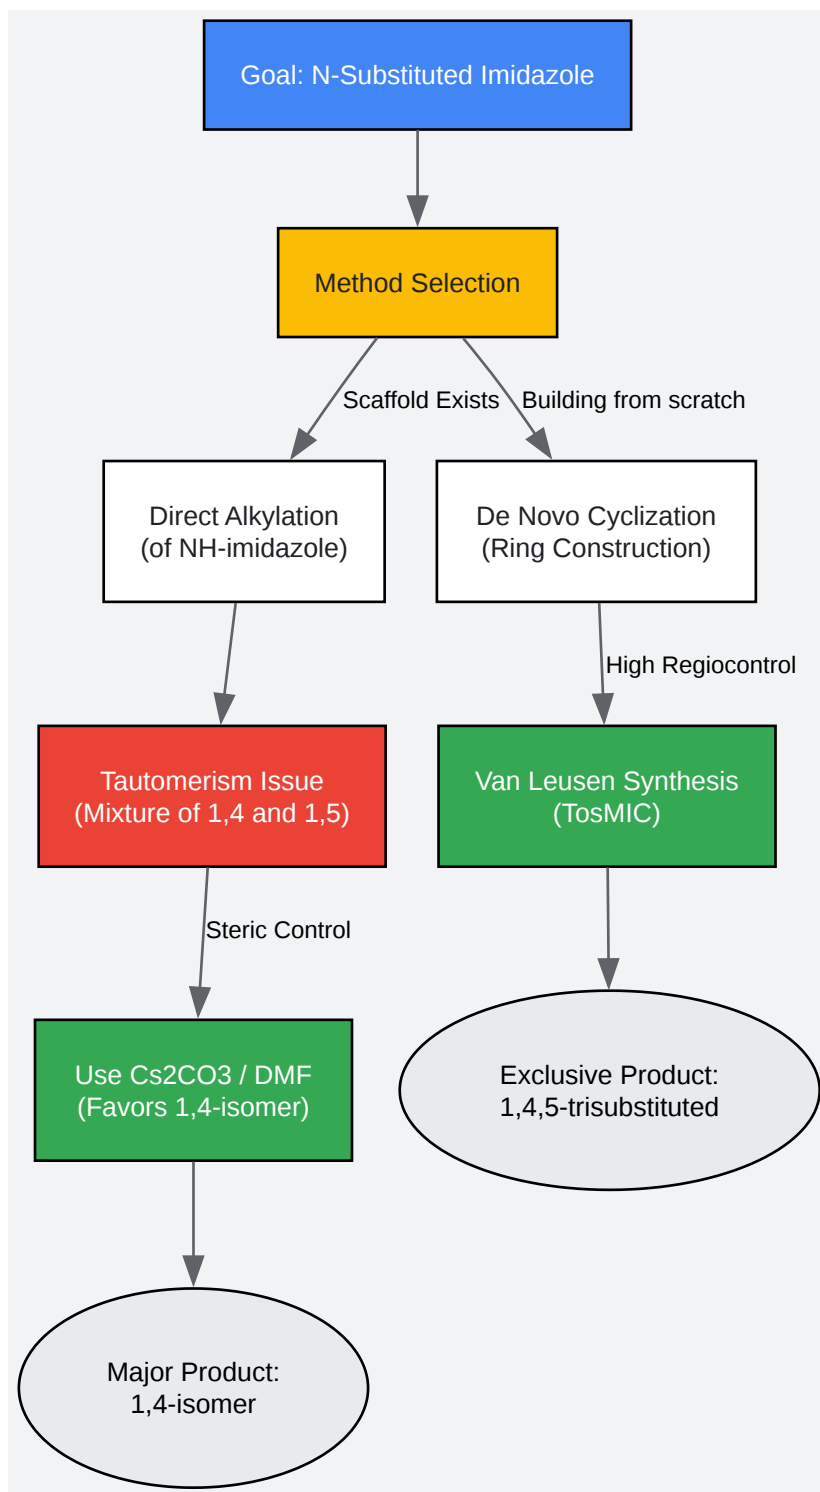 Goal: N-Substituted Imidazole
Method Selection
Scaffold Exists
Building from scratch
Direct Alkylation
(of NH-imidazole)
De Novo Cyclization
(Ring Construction)
High Regiocontrol
Tautomerism Issue
(Mixture of 1,4 and 1,5)
Van Leusen Synthesis
(TosMIC)
Steric Control
Use Cs2CO3 / DMF
(Favors 1,4-isomer)
Exclusive Product:
1,4,5-trisubstituted
Major Product:
1,4-isomer